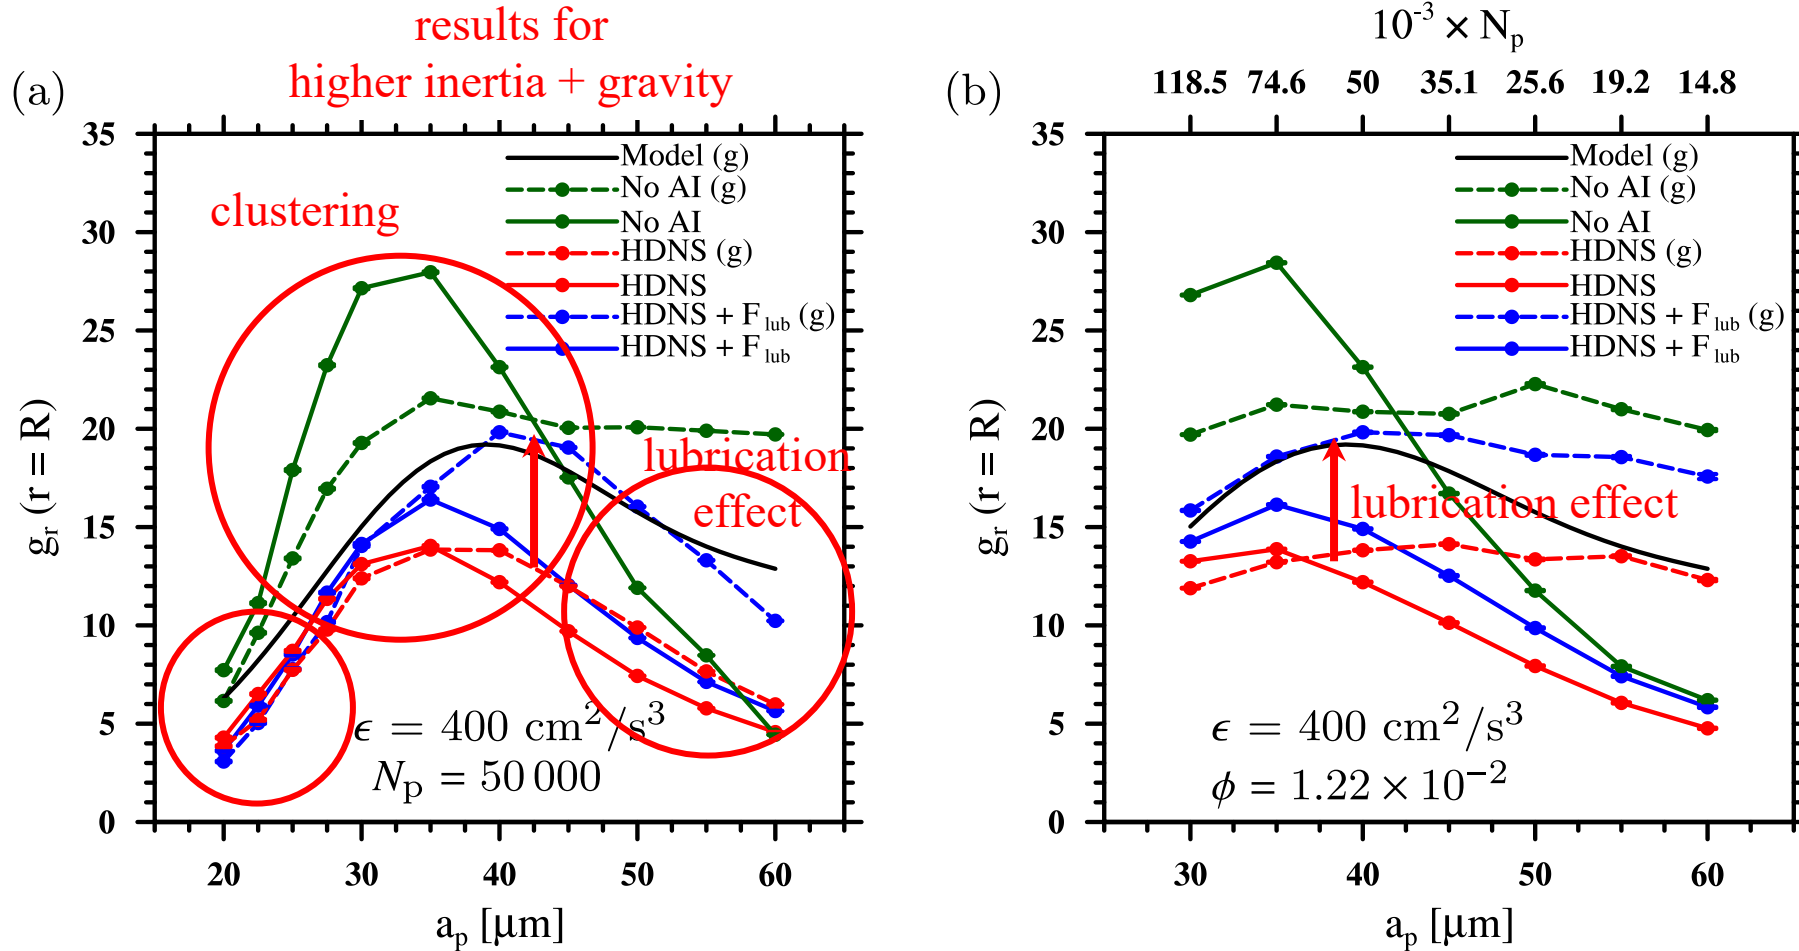 results for
higher inertia + gravity
(a)
35
30
25
20
15
10
5
0
g_r (r = R)
Model (g)
No AI (g)
No AI
HDNS (g)
HDNS
HDNS + F_lub (g)
HDNS + F_lub
clustering
lubrication
effect
ϵ = 400 cm²/s³
N_p = 50 000
20 30 40 50 60
a_p [μm]
(b)
10⁻³ × N_p
118.5 74.6 50 35.1 25.6 19.2 14.8
35
30
25
20
15
10
5
0
g_r (r = R)
Model (g)
No AI (g)
No AI
HDNS (g)
HDNS
HDNS + F_lub (g)
HDNS + F_lub
lubrication effect
ϵ = 400 cm²/s³
ϕ = 1.22 × 10⁻²
30 40 50 60
a_p [μm]